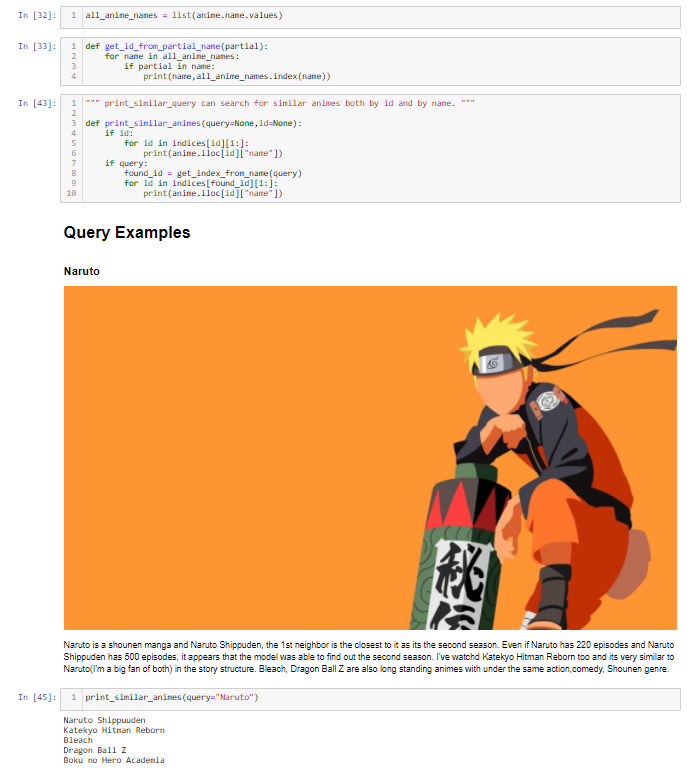 In [32]: 1 all_anime_names = list(anime.name.values)
In [33]: 1 def get_id_from_partial_name(partial):
2     for name in all_anime_names:
3         if partial in name:
4             print(name,all_anime_names.index(name))
In [43]: 1 """ print_similar_query can search for similar animes both by id and by name. """
2
3 def print_similar_animes(query=None,id=None):
4     if id:
5         for id in indices[id][1:]:
6             print(anime.iloc[id]["name"])
7     if query:
8         found_id = get_index_from_name(query)
9         for id in indices[found_id][1:]:
10             print(anime.iloc[id]["name"])
Query Examples
Naruto
秘
伝
Naruto is a shounen manga and Naruto Shippuden, the 1st neighbor is the closest to it as its the second season. Even if Naruto has 220 episodes and Naruto
Shippuden has 500 episodes, it appears that the model was able to find out the second season. I've watchd Katekyo Hitman Reborn too and its very similar to
Naruto(I'm a big fan of both) in the story structure. Bleach, Dragon Ball Z are also long standing animes with under the same action,comedy, Shounen genre.
In [45]: 1 print_similar_animes(query="Naruto")
Naruto Shippuuden
Katekyo Hitman Reborn
Bleach
Dragon Ball Z
Boku no Hero Academia